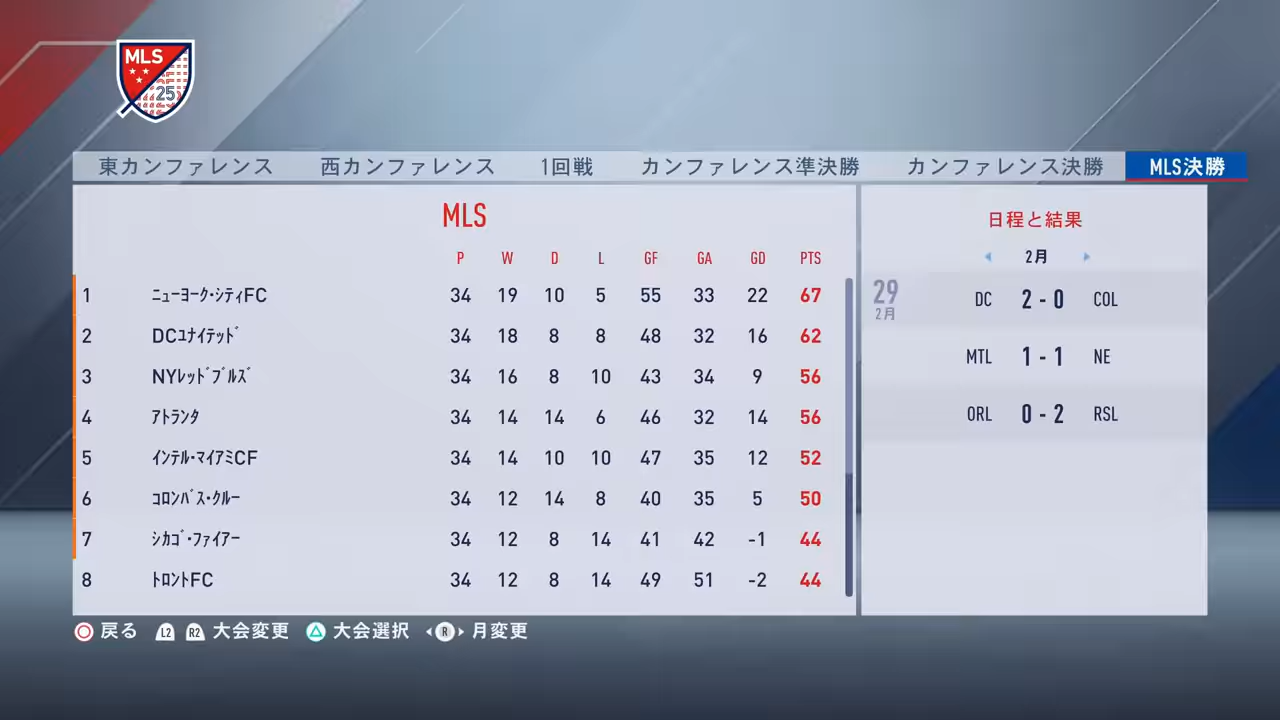 MLS
25
東カンファレンス 西カンファレンス 1回戦 カンファレンス準決勝 カンファレンス決勝 MLS決勝
MLS
P W D L GF GA GD PTS
1 ﾆｭｰﾖｰｸ･ｼﾃｨFC 34 19 10 5 55 33 22 67
2 DCﾕﾅｲﾃｯﾄﾞ 34 18 8 8 48 32 16 62
3 NYﾚｯﾄﾞﾌﾞﾙｽﾞ 34 16 8 10 43 34 9 56
4 ｱﾄﾗﾝﾀ 34 14 14 6 46 32 14 56
5 ｲﾝﾃﾙ･ﾏｲｱﾐCF 34 14 10 10 47 35 12 52
6 ｺﾛﾝﾊﾞｽ･ｸﾙｰ 34 12 14 8 40 35 5 50
7 ｼｶｺﾞ･ﾌｧｲｱｰ 34 12 8 14 41 42 -1 44
8 ﾄﾛﾝﾄFC 34 12 8 14 49 51 -2 44
日程と結果
2月
29
2月
DC 2 - 0 COL
MTL 1 - 1 NE
ORL 0 - 2 RSL
戻る L2 R2 大会変更 大会選択 R 月変更